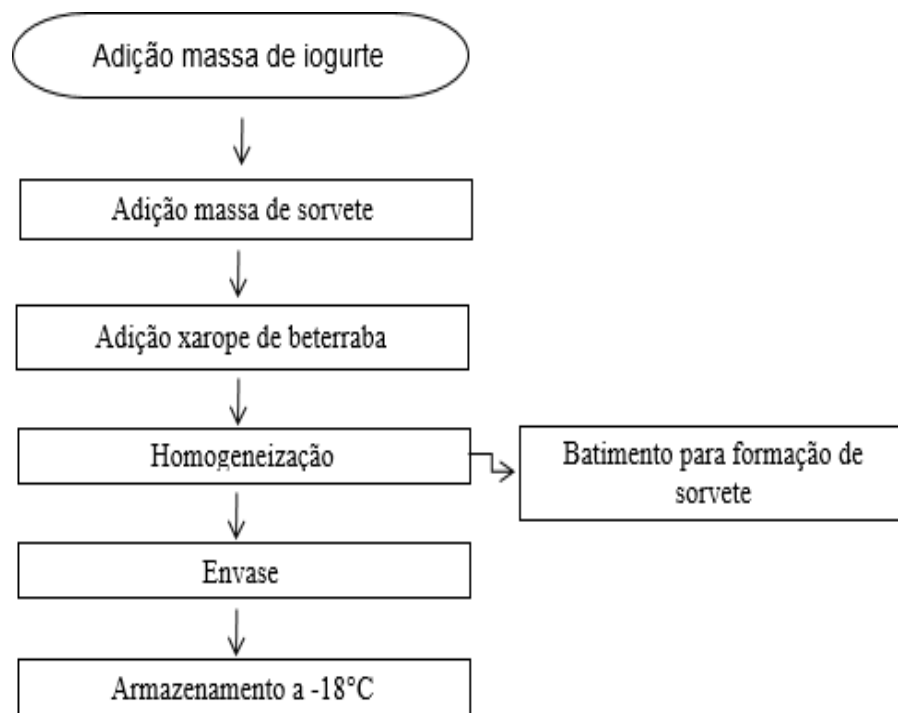 Adição massa de iogurte
Adição massa de sorvete
Adição xarope de beterraba
Homogeneização
Batimento para formação de
sorvete
Envase
Armazenamento a -18°C